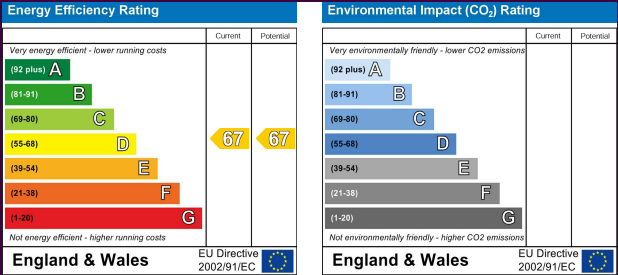 Energy Efficiency Rating
Current Potential
Very energy efficient - lower running costs
(92 plus) A
(81-91) B
(69-80) C
(55-68) D
67 67
(39-54) E
(21-38) F
(1-20) G
Not energy efficient - higher running costs
England & Wales
EU Directive
2002/91/EC
Environmental Impact (CO₂) Rating
Current Potential
Very environmentally friendly - lower CO2 emissions
(92 plus) A
(81-91) B
(69-80) C
(55-68) D
(39-54) E
(21-38) F
(1-20) G
Not environmentally friendly - higher CO2 emissions
England & Wales
EU Directive
2002/91/EC